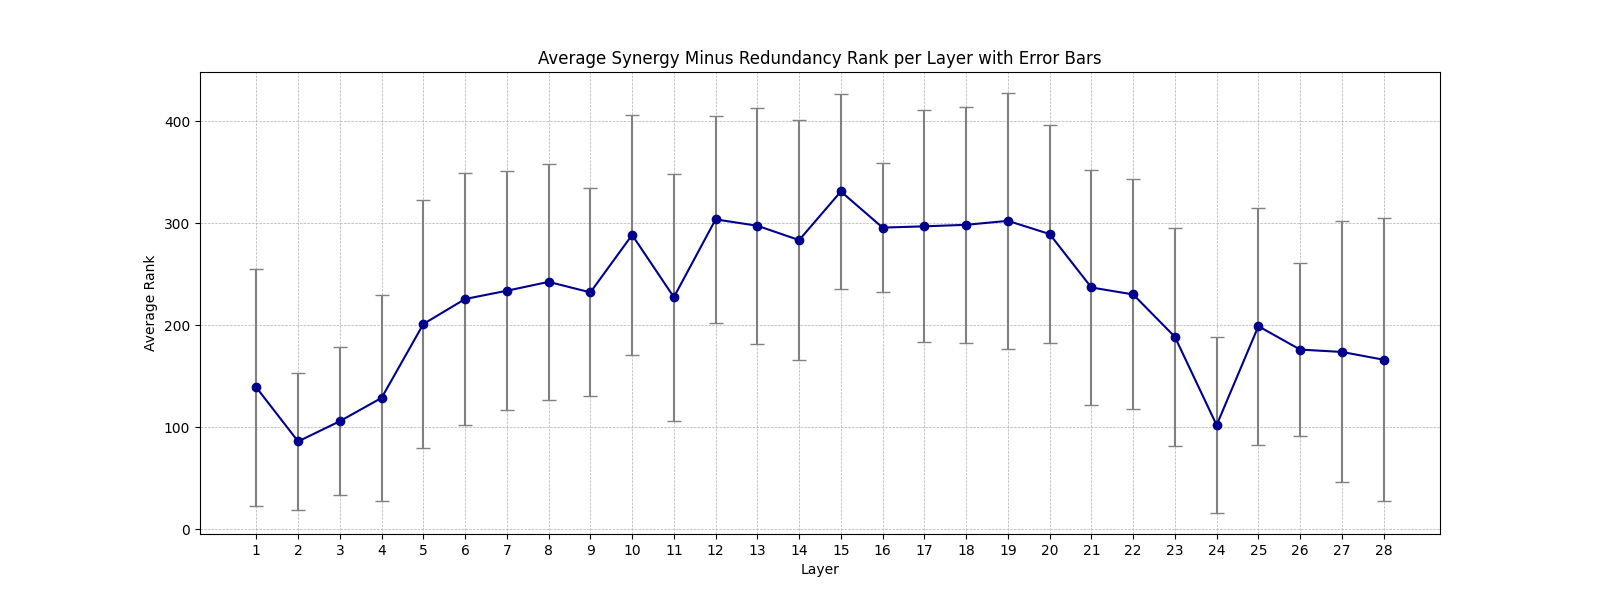 Average Synergy Minus Redundancy Rank per Layer with Error Bars
400
300
200
100
0
Average Rank
1 2 3 4 5 6 7 8 9 10 11 12 13 14 15 16 17 18 19 20 21 22 23 24 25 26 27 28
Layer